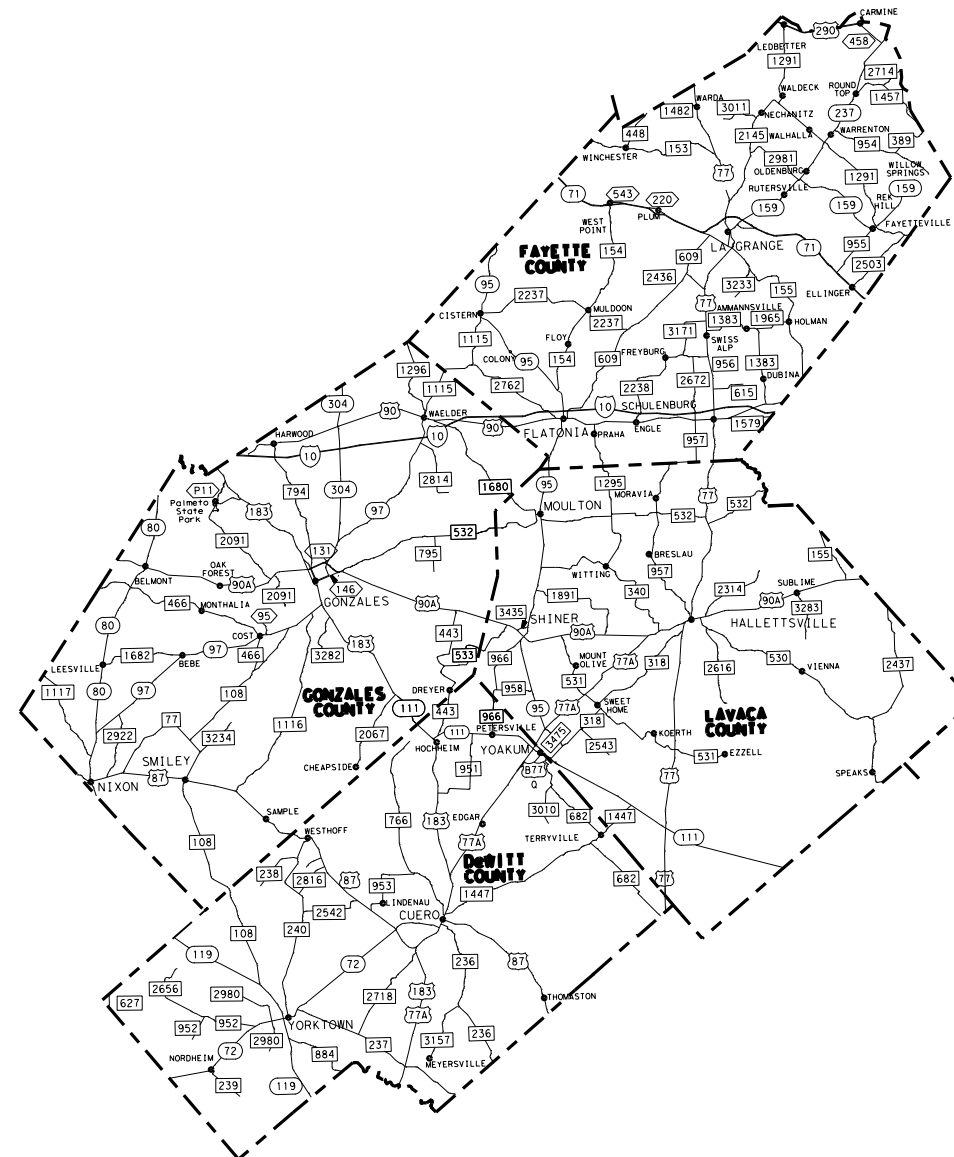 CARMINE
290
458
LEDBETTER
1291
2714
WALDECK
ROUND
TOP
1457
WARDA
1482
3011
NECHANITZ
237
448
2145
WALHALLA
WARRENTON
389
954
153
WINCHESTER
2981
WILLOW
SPRINGS
77
OLDENBURG
1291
159
71
543
220
RUTERSVILLE
159
REK
HILL
WEST
POINT
PLUM
159
FAYETTEVILLE
LA GRANGE
71
955
FAYETTE
COUNTY
154
609
2503
2436
95
3233
155
ELLINGER
2237
77
AMMANNSVILLE
CISTERN
MULDOON
2237
1383
1965
HOLMAN
3171
1115
FLOY
SWISS
ALP
COLONY
95
154
609
FREYBURG
956
1383
1296
1115
2762
2238
2672
DUBINA
615
304
90
WAELDER
10
SCHULENBURG
HARWOOD
10
90
FLATONIA
PRAHA
ENGLE
1579
957
10
794
304
2814
1680
95
1295
MORAVIA
77
P11
Palmeto
State
Park
183
97
MOULTON
532
532
80
2091
532
131
795
BRESLAU
155
OAK
FOREST
90A
BELMONT
2091
146
WITTING
957
466
MONTHALIA
95
GONZALES
90A
3435
1891
340
2314
SUBLIME
90A
3283
80
COST
443
SHINER
90A
HALLETTSVILLE
LEESVILLE
1682
BEBE
97
466
3282
183
533
966
MOUNT
OLIVE
77A
318
2616
530
VIENNA
2437
1117
80
97
108
GONZALES
COUNTY
DREYER
958
531
443
111
95
77A
SWEET
HOME
318
LAVACA
COUNTY
2922
77
3234
1116
2067
966
PETERSVILLE
111
HOCHHEIM
YOAKUM
3475
2543
KOERTH
531
EZZELL
SMILEY
87
NIXON
CHEAPSIDE
951
B77
Q
77
SPEAKS
3010
682
1447
SAMPLE
766
183
EDGAR
WESTHOFF
77A
TERRYVILLE
111
108
DeWITT
COUNTY
238
2816
87
953
1447
682
77
LINDENAU
2542
CUERO
240
108
119
72
236
87
2656
627
2980
2718
183
THOMASTON
952
952
YORKTOWN
77A
72
2980
884
237
3157
236
NORDHEIM
MEYERSVILLE
239
119